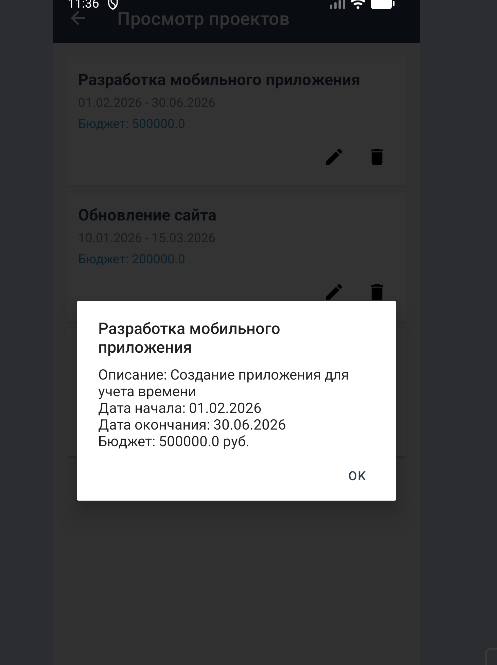 11:36
Просмотр проектов
Разработка мобильного приложения
01.02.2026 - 30.06.2026
Бюджет: 500000.0
Обновление сайта
10.01.2026 - 15.03.2026
Бюджет: 200000.0
Разработка мобильного
приложения
Описание: Создание приложения для
учета времени
Дата начала: 01.02.2026
Дата окончания: 30.06.2026
Бюджет: 500000.0 руб.
OK